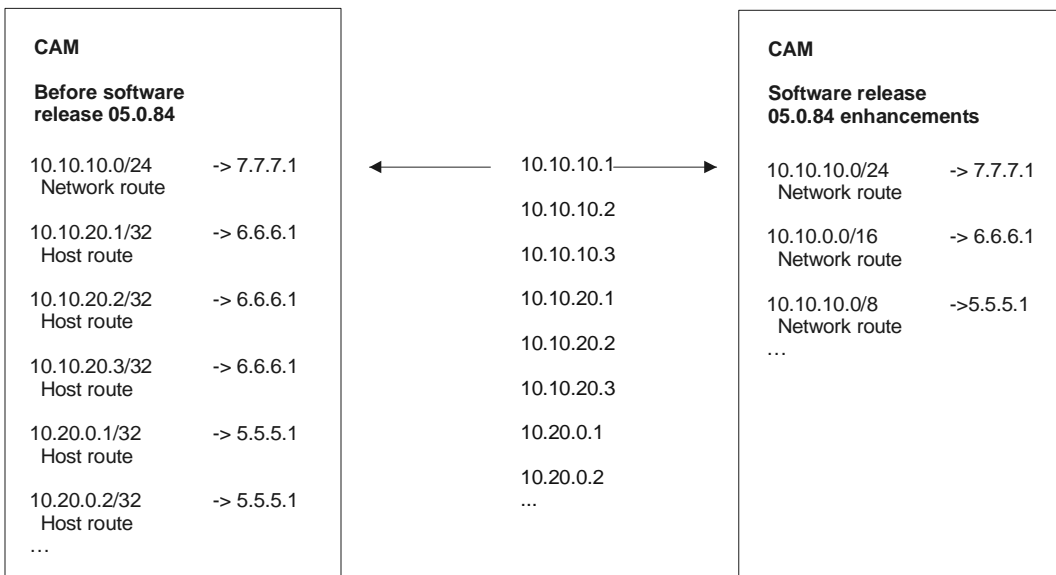 CAM
Before software
release 05.0.84
10.10.10.0/24 -> 7.7.7.1
Network route
10.10.20.1/32 -> 6.6.6.1
Host route
10.10.20.2/32 -> 6.6.6.1
Host route
10.10.20.3/32 -> 6.6.6.1
Host route
10.20.0.1/32 -> 5.5.5.1
Host route
10.20.0.2/32 -> 5.5.5.1
Host route
…
10.10.10.1
10.10.10.2
10.10.10.3
10.10.20.1
10.10.20.2
10.10.20.3
10.20.0.1
10.20.0.2
...
CAM
Software release
05.0.84 enhancements
10.10.10.0/24 -> 7.7.7.1
Network route
10.10.0.0/16 -> 6.6.6.1
Network route
10.10.10.0/8 ->5.5.5.1
Network route
…